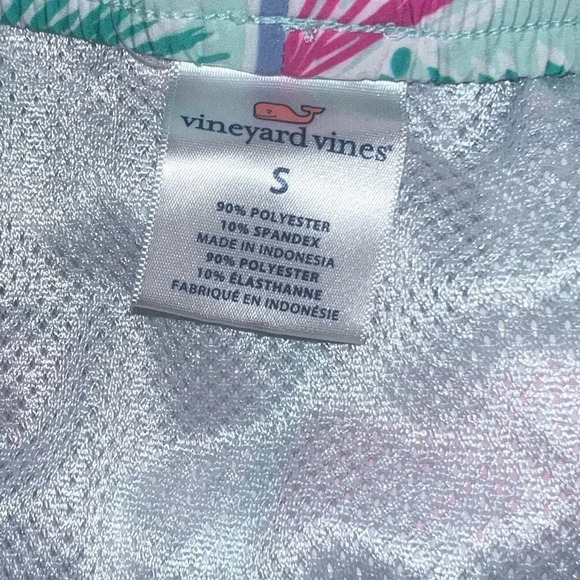 vineyard vines®
S
90% POLYESTER
10% SPANDEX
MADE IN INDONESIA
90% POLYESTER
10% ÉLASTHANNE
FABRIQUÉ EN INDONÉSIE